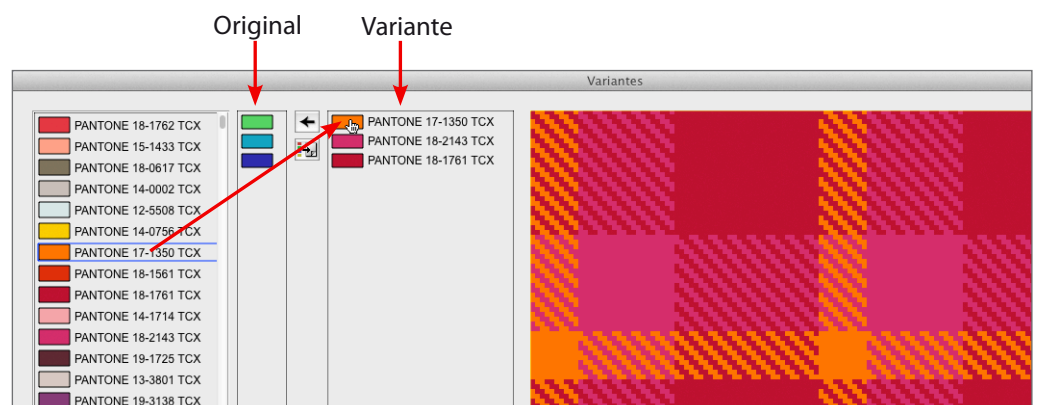 Original Variante
Variantes
PANTONE 18-1762 TCX
PANTONE 15-1433 TCX
PANTONE 18-0617 TCX
PANTONE 14-0002 TCX
PANTONE 12-5508 TCX
PANTONE 14-0756 TCX
PANTONE 17-1350 TCX
PANTONE 18-1561 TCX
PANTONE 18-1761 TCX
PANTONE 14-1714 TCX
PANTONE 18-2143 TCX
PANTONE 19-1725 TCX
PANTONE 13-3801 TCX
PANTONE 19-3138 TCX
PANTONE 17-1350 TCX
PANTONE 18-2143 TCX
PANTONE 18-1761 TCX